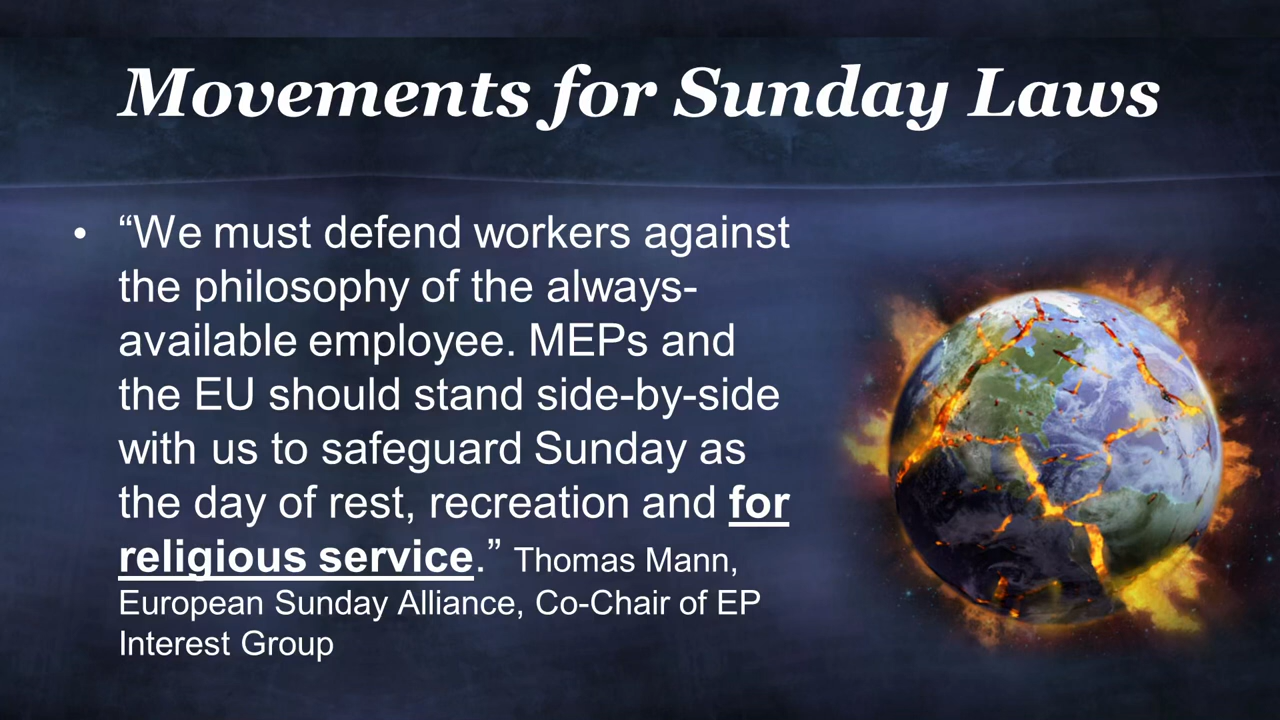 Movements for Sunday Laws
• “We must defend workers against
the philosophy of the always-
available employee. MEPs and
the EU should stand side-by-side
with us to safeguard Sunday as
the day of rest, recreation and for
religious service.” Thomas Mann,
European Sunday Alliance, Co-Chair of EP
Interest Group